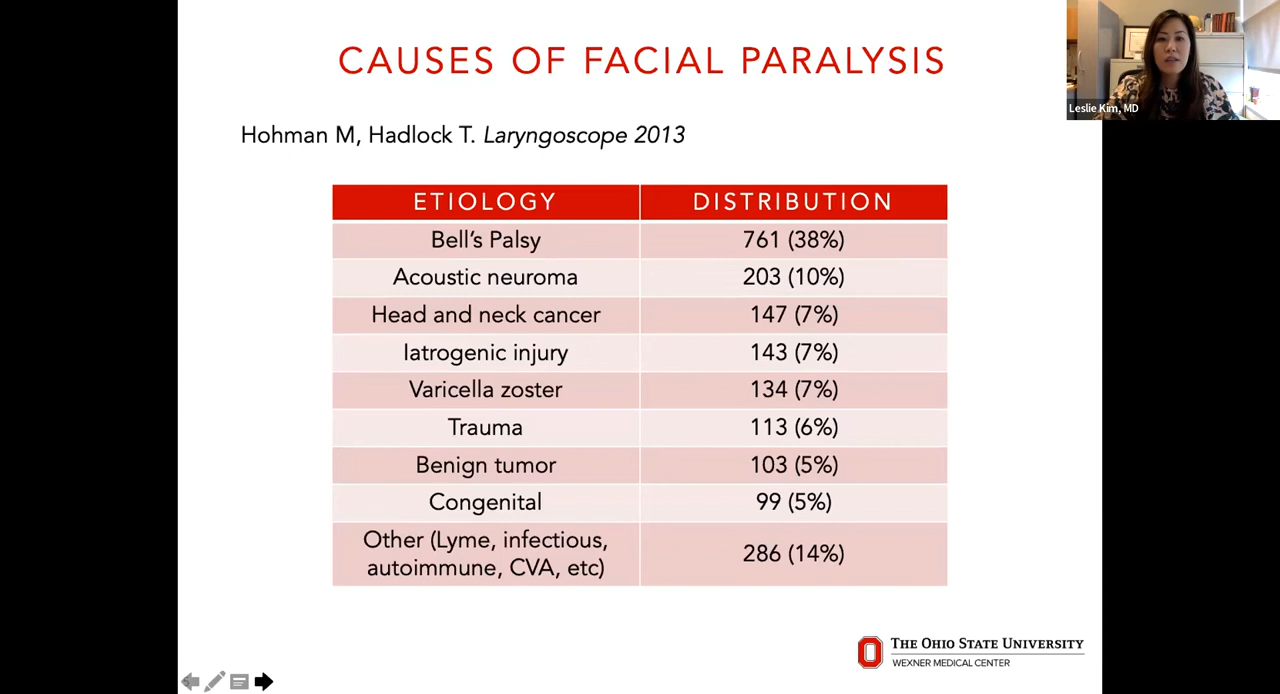 CAUSES OF FACIAL PARALYSIS
Leslie Kim, MD
Hohman M, Hadlock T. Laryngoscope 2013
ETIOLOGY DISTRIBUTION
Bell's Palsy 761 (38%)
Acoustic neuroma 203 (10%)
Head and neck cancer 147 (7%)
Iatrogenic injury 143 (7%)
Varicella zoster 134 (7%)
Trauma 113 (6%)
Benign tumor 103 (5%)
Congenital 99 (5%)
Other (Lyme, infectious,
autoimmune, CVA, etc) 286 (14%)
THE OHIO STATE UNIVERSITY
WEXNER MEDICAL CENTER